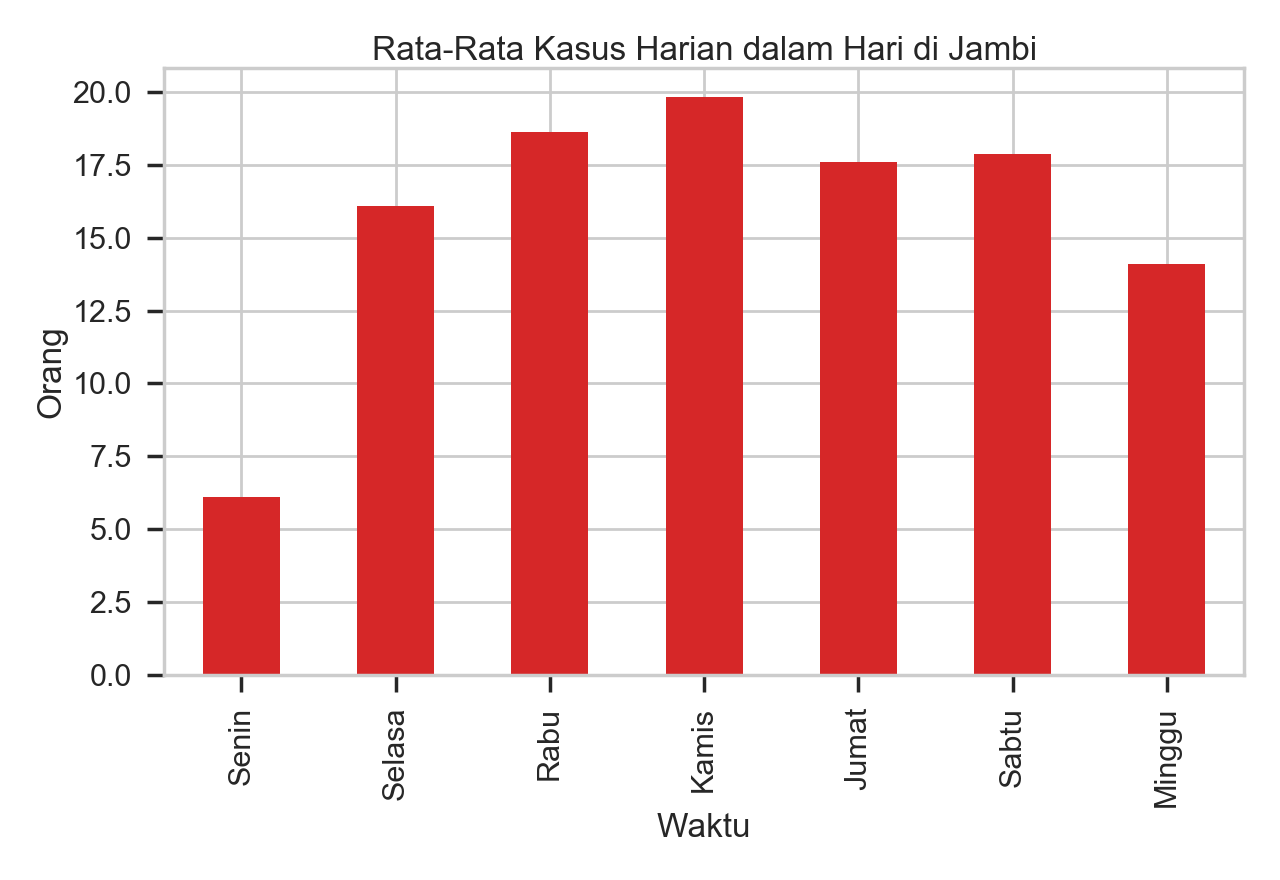 Rata-Rata Kasus Harian dalam Hari di Jambi
20.0
17.5
15.0
12.5
10.0
7.5
5.0
2.5
0.0
Orang
Senin
Selasa
Rabu
Kamis
Jumat
Sabtu
Minggu
Waktu